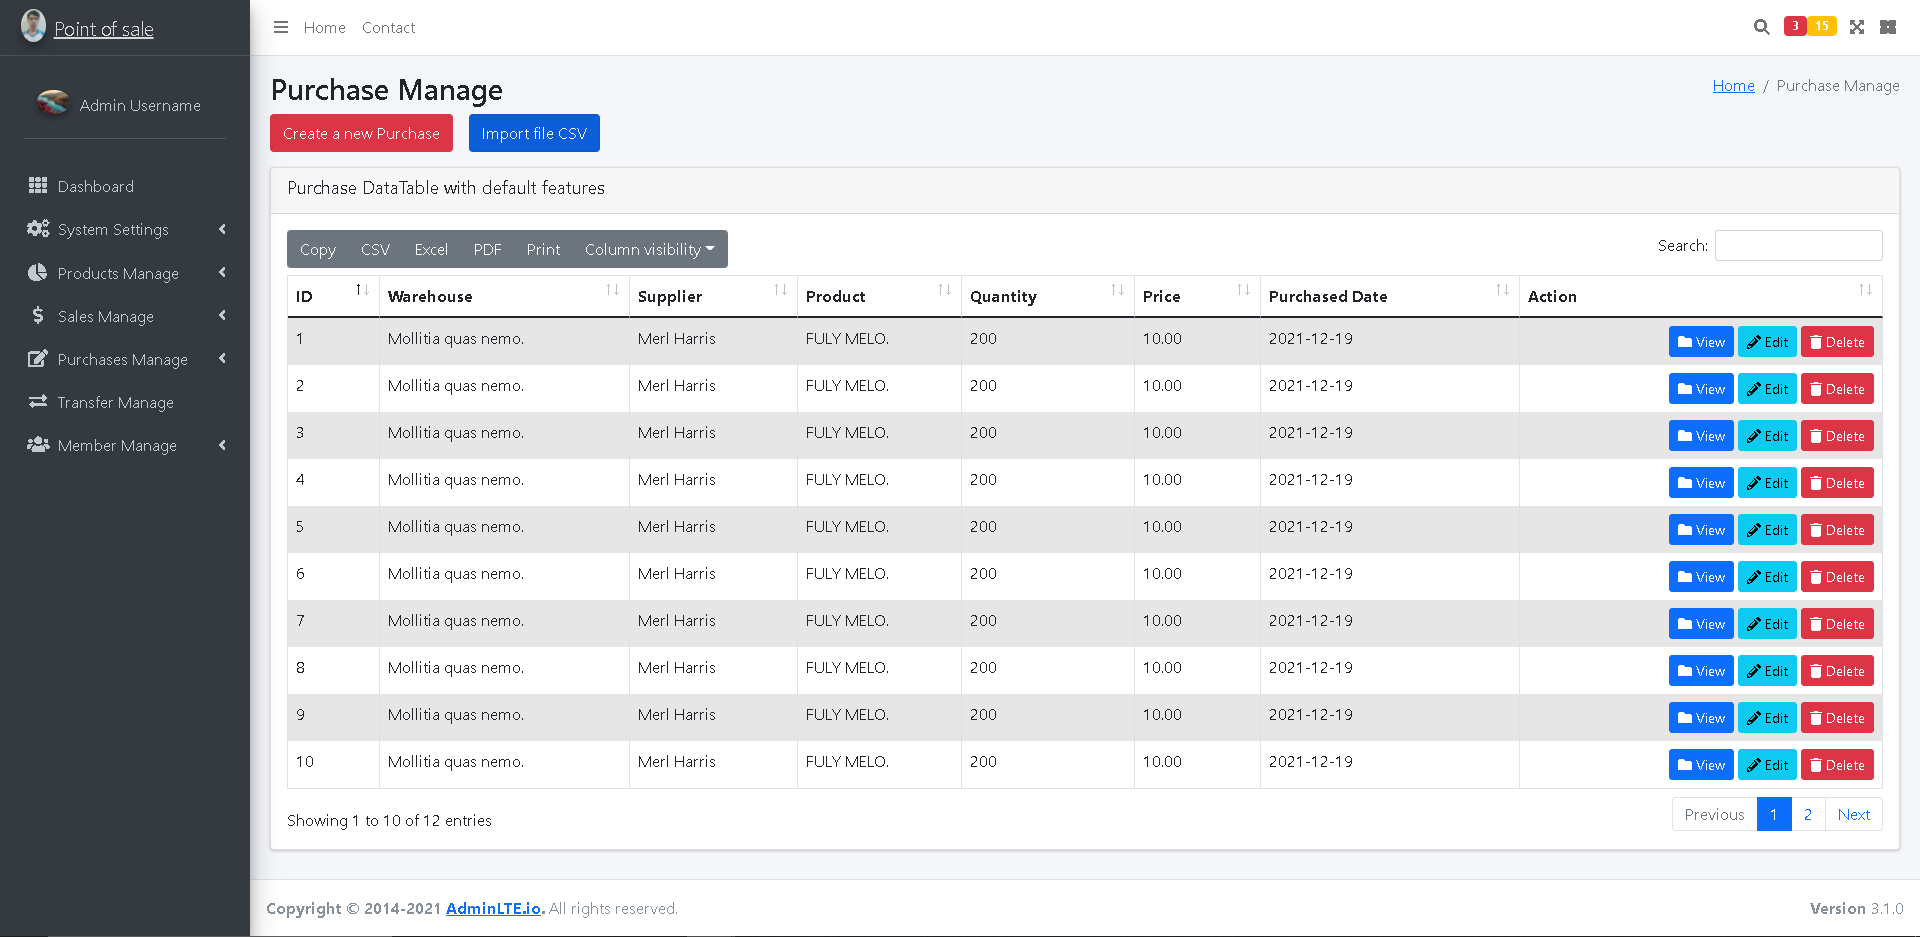 Point of sale
Home Contact
3 15
Admin Username
Dashboard
System Settings
Products Manage
Sales Manage
Purchases Manage
Transfer Manage
Member Manage
Purchase Manage
Home / Purchase Manage
Create a new Purchase Import file CSV
Purchase DataTable with default features
Copy CSV Excel PDF Print Column visibility
Search:
ID Warehouse Supplier Product Quantity Price Purchased Date Action
1 Mollitia quas nemo. Merl Harris FULY MELO. 200 10.00 2021-12-19 View Edit Delete
2 Mollitia quas nemo. Merl Harris FULY MELO. 200 10.00 2021-12-19 View Edit Delete
3 Mollitia quas nemo. Merl Harris FULY MELO. 200 10.00 2021-12-19 View Edit Delete
4 Mollitia quas nemo. Merl Harris FULY MELO. 200 10.00 2021-12-19 View Edit Delete
5 Mollitia quas nemo. Merl Harris FULY MELO. 200 10.00 2021-12-19 View Edit Delete
6 Mollitia quas nemo. Merl Harris FULY MELO. 200 10.00 2021-12-19 View Edit Delete
7 Mollitia quas nemo. Merl Harris FULY MELO. 200 10.00 2021-12-19 View Edit Delete
8 Mollitia quas nemo. Merl Harris FULY MELO. 200 10.00 2021-12-19 View Edit Delete
9 Mollitia quas nemo. Merl Harris FULY MELO. 200 10.00 2021-12-19 View Edit Delete
10 Mollitia quas nemo. Merl Harris FULY MELO. 200 10.00 2021-12-19 View Edit Delete
Showing 1 to 10 of 12 entries
Previous 1 2 Next
Copyright © 2014-2021 AdminLTE.io. All rights reserved.
Version 3.1.0